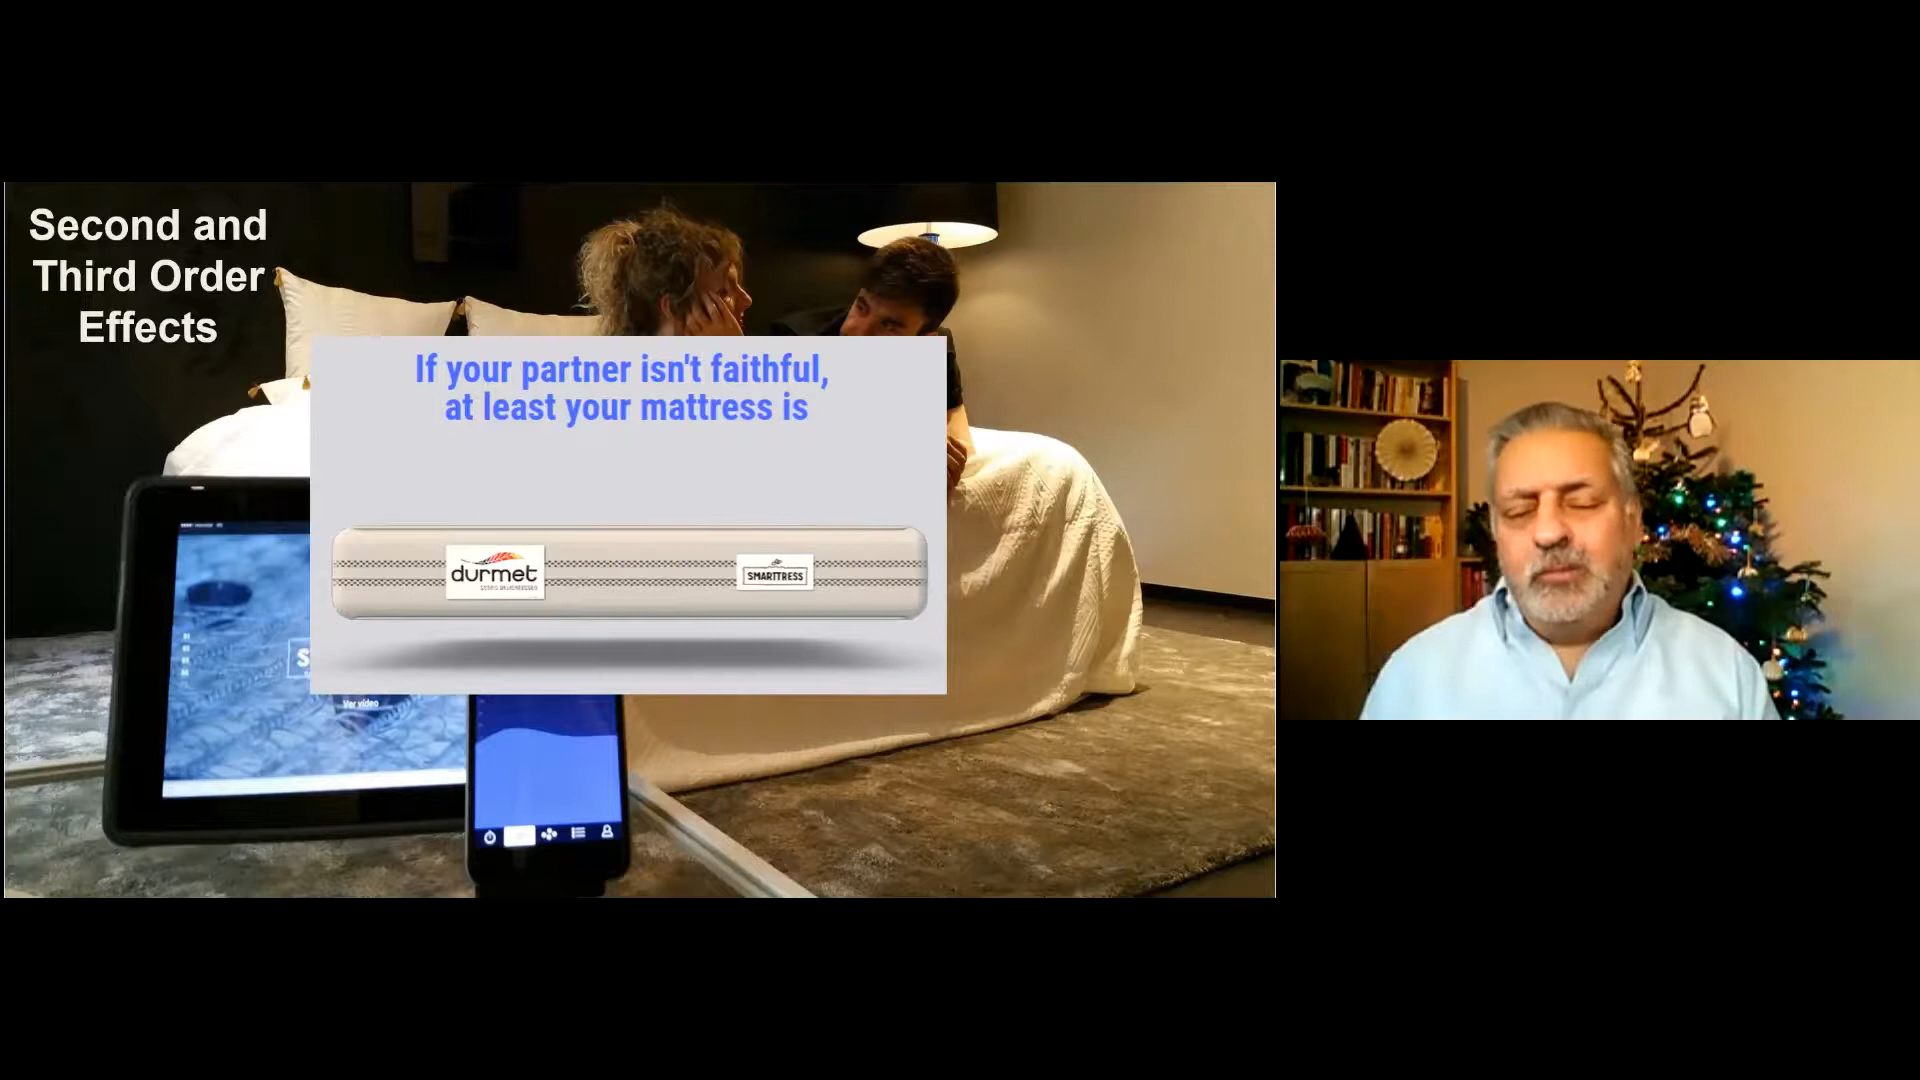 Second and
Third Order
Effects
If your partner isn't faithful,
at least your mattress is
durmet
SMARTTRESS
S
Ver vídeo